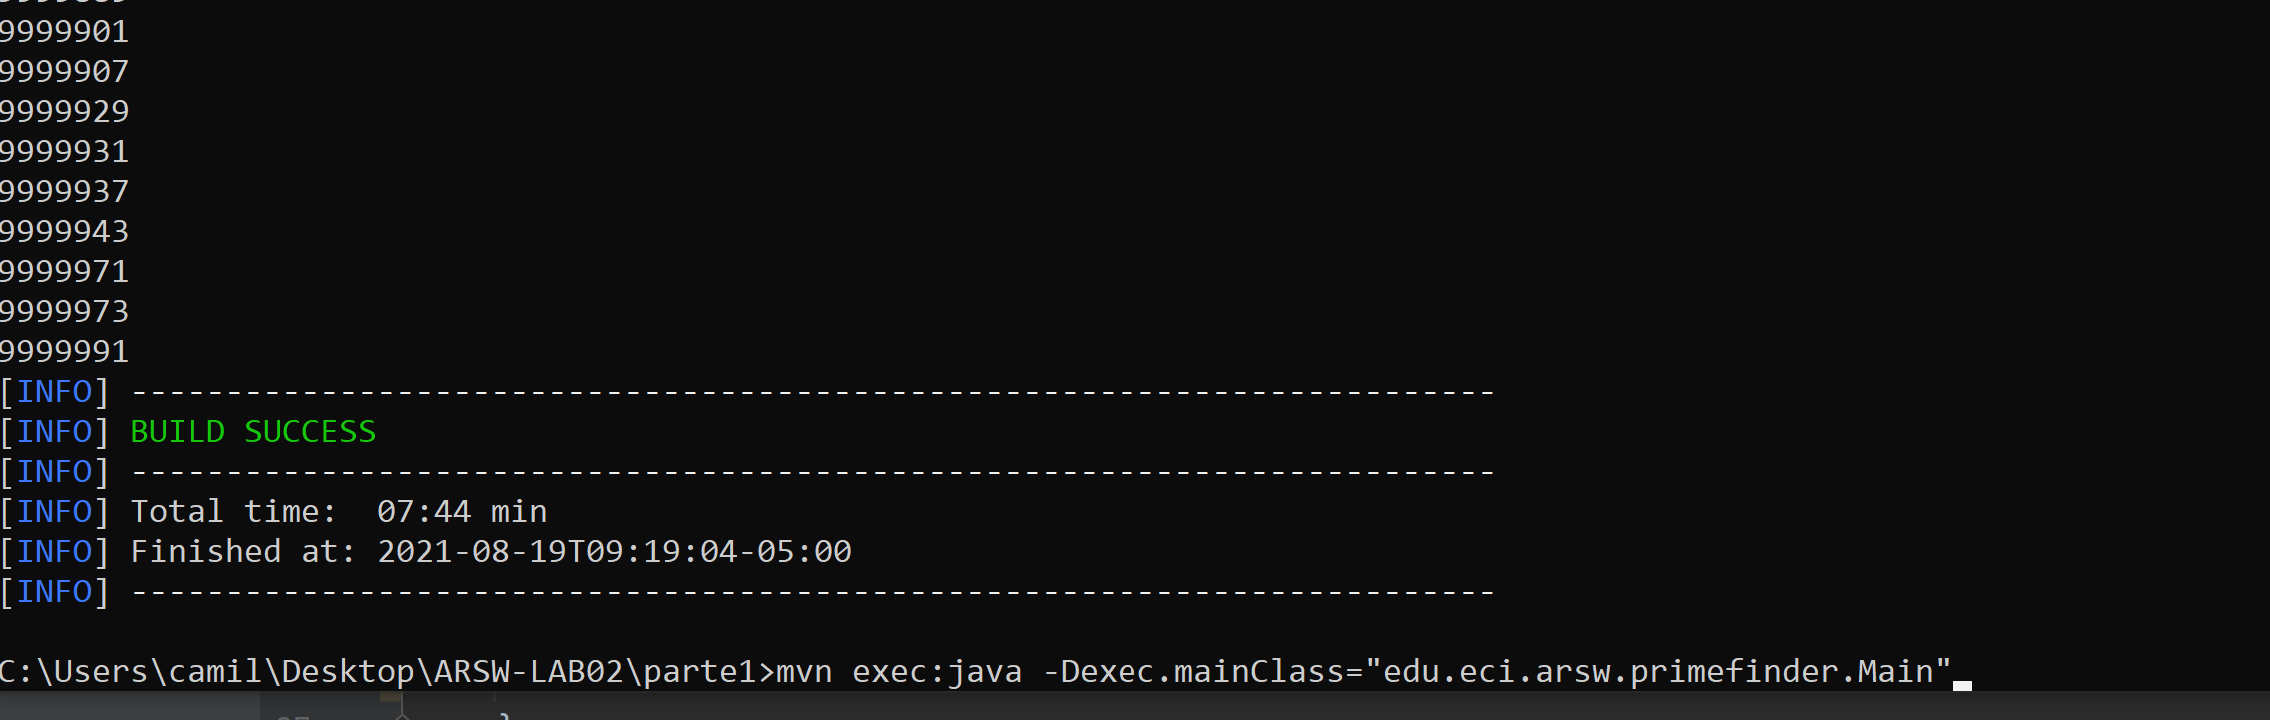 9999901
9999907
9999929
9999931
9999937
9999943
9999971
9999973
9999991
[INFO] ------------------------------------------------------------------------
[INFO] BUILD SUCCESS
[INFO] ------------------------------------------------------------------------
[INFO] Total time:  07:44 min
[INFO] Finished at: 2021-08-19T09:19:04-05:00
[INFO] ------------------------------------------------------------------------
C:\Users\camil\Desktop\ARSW-LAB02\parte1>mvn exec:java -Dexec.mainClass="edu.eci.arsw.primefinder.Main"